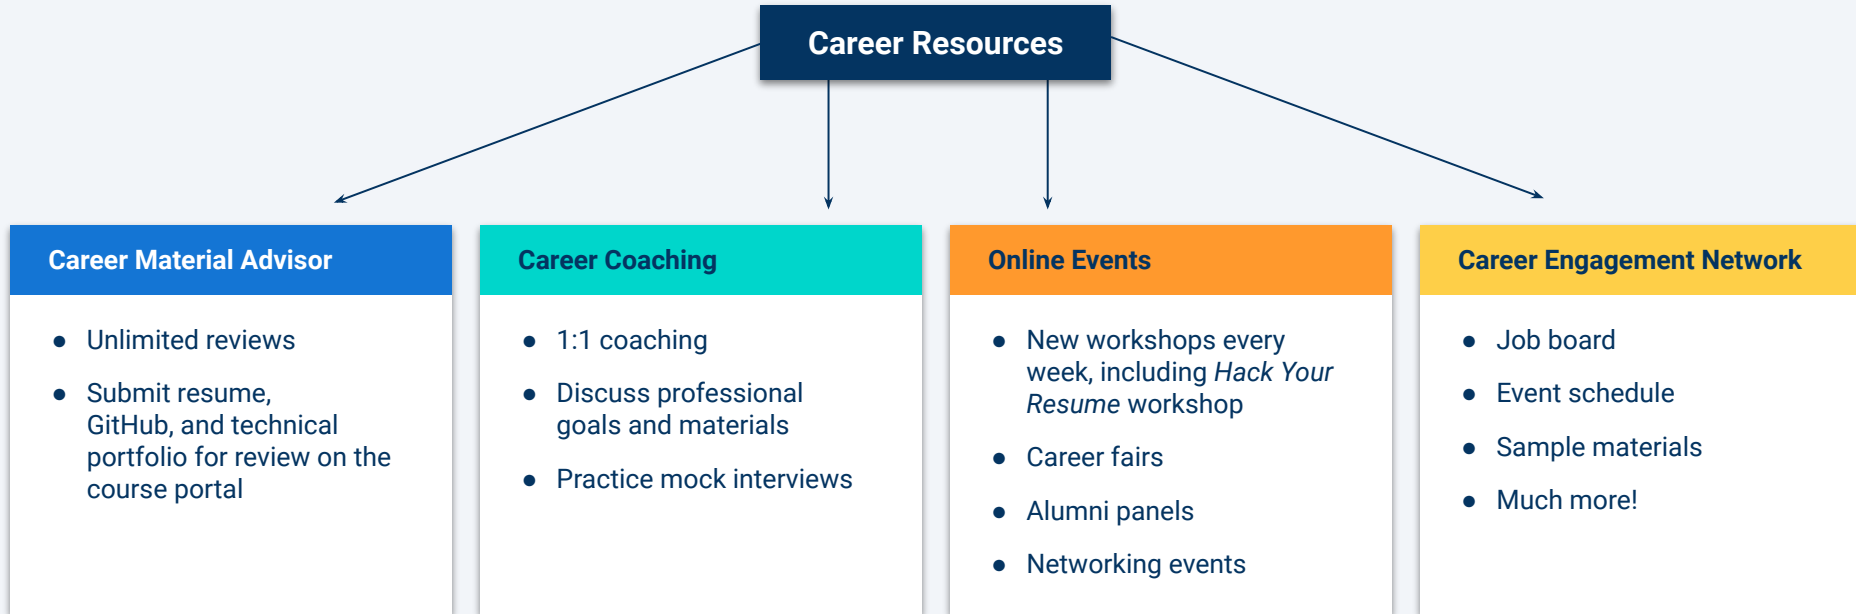 Career Resources
Career Material Advisor
● Unlimited reviews
● Submit resume,
GitHub, and technical
portfolio for review on the
course portal
Career Coaching
● 1:1 coaching
● Discuss professional
goals and materials
● Practice mock interviews
Online Events
● New workshops every
week, including Hack Your
Resume workshop
● Career fairs
● Alumni panels
● Networking events
Career Engagement Network
● Job board
● Event schedule
● Sample materials
● Much more!